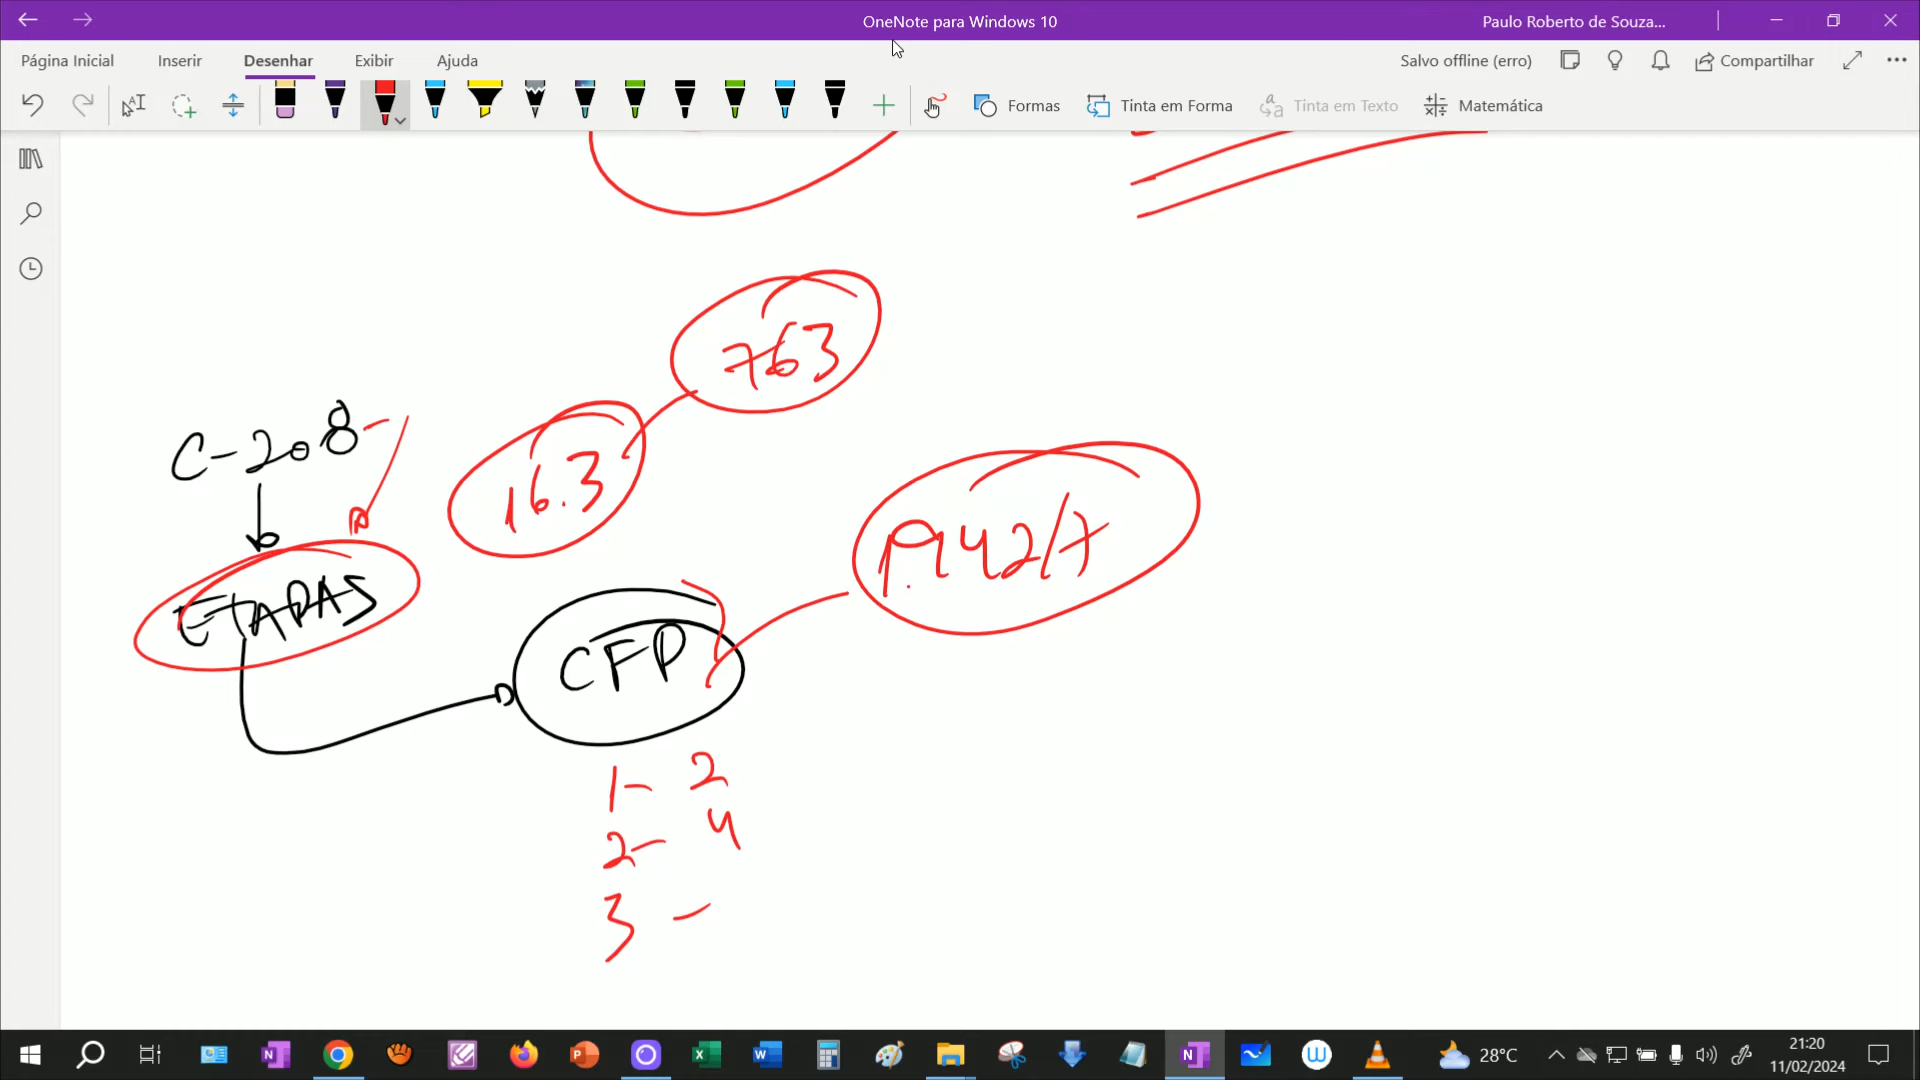 OneNote para Windows 10
Paulo Roberto de Souza...
Página Inicial
Inserir
Desenhar
Exibir
Ajuda
Salvo offline (erro)
Compartilhar
Formas
Tinta em Forma
Tinta em Texto
Matemática
763
C-208
16.3
1.942/7
ETAPAS
CFP
1- 2
2- 4
3 -
28°C
21:20
11/02/2024